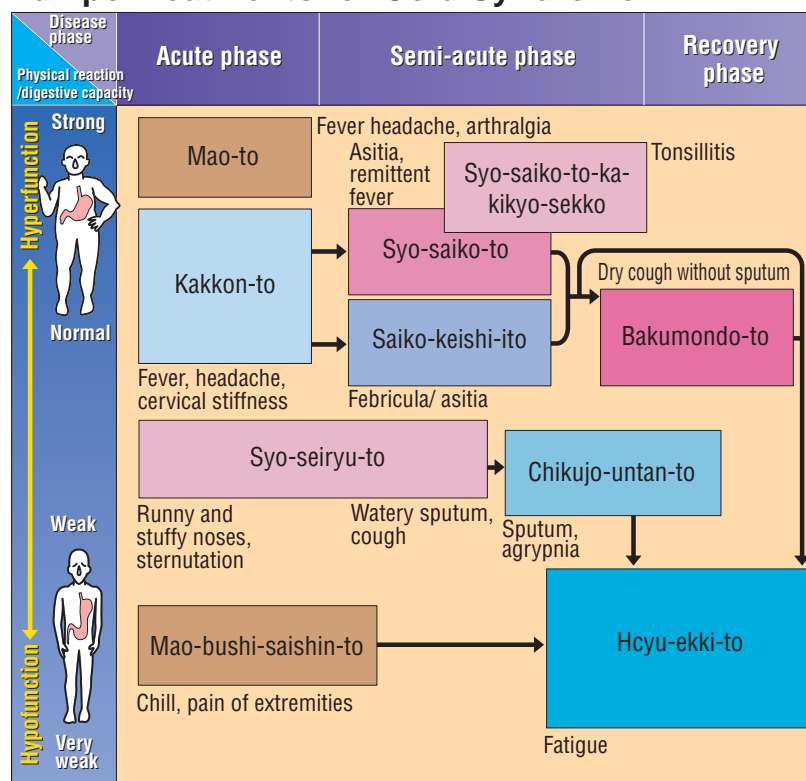 Disease
phase
Physical reaction
/digestive capacity
Acute phase
Semi-acute phase
Recovery
phase
Hyperfunction
Hypofunction
Strong
Normal
Weak
Very
weak
Mao-to
Fever headache, arthralgia
Asitia,
remittent
fever
Syo-saiko-to-ka-
kikyo-sekko
Tonsillitis
Kakkon-to
Syo-saiko-to
Saiko-keishi-ito
Dry cough without sputum
Bakumondo-to
Fever, headache,
cervical stiffness
Febricula/ asitia
Syo-seiryu-to
Chikujo-untan-to
Runny and
stuffy noses,
sternutation
Watery sputum,
cough
Sputum,
agrypnia
Mao-bushi-saishin-to
Hcyu-ekki-to
Chill, pain of extremities
Fatigue